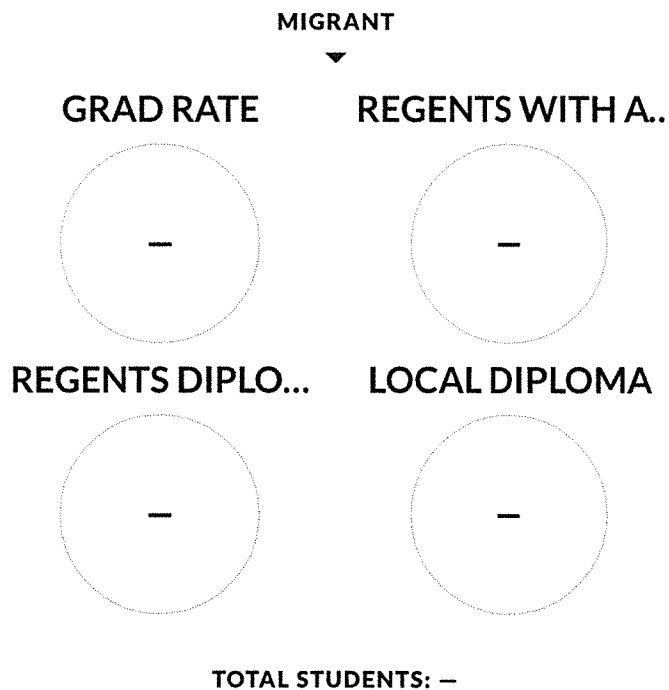 MIGRANT
GRAD RATE
REGENTS WITH A..
–
–
REGENTS DIPLO...
LOCAL DIPLOMA
–
–
TOTAL STUDENTS: –